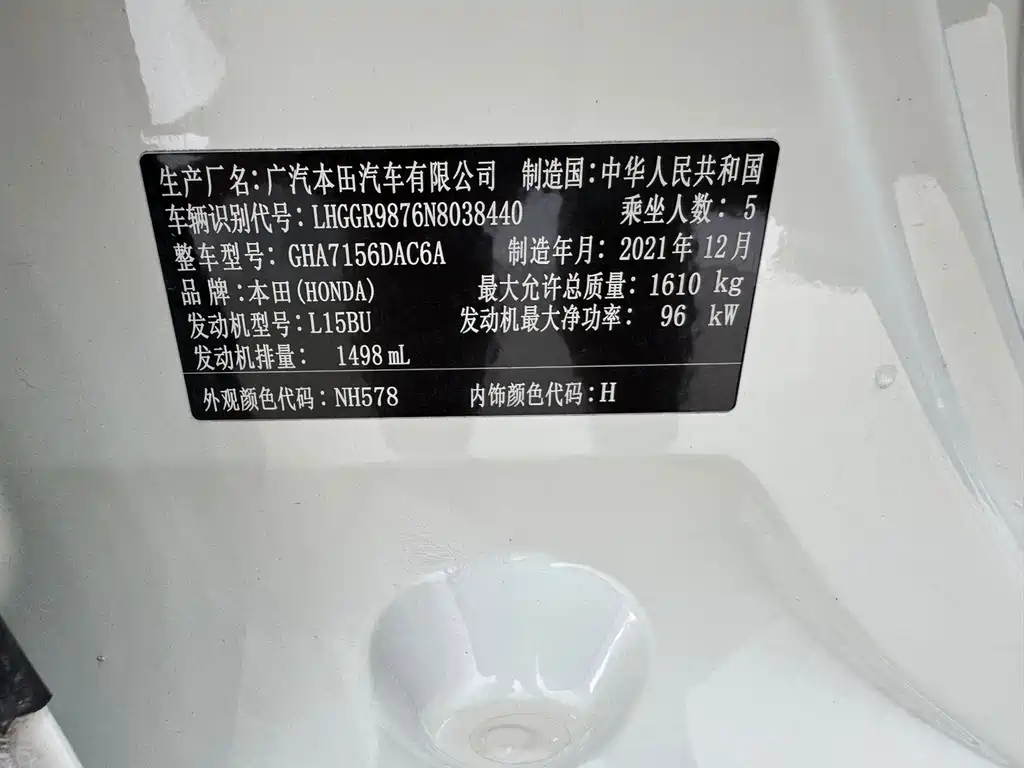 生产厂名:广汽本田汽车有限公司 制造国:中华人民共和国
车辆识别代号:LHGGR9876N8038440 乘坐人数:5
整车型号:GHA7156DAC6A 制造年月:2021年12月
品牌:本田(HONDA) 最大允许总质量:1610 kg
发动机型号:L15BU 发动机最大净功率: 96 kW
发动机排量: 1498 mL
外观颜色代码:NH578 内饰颜色代码:H